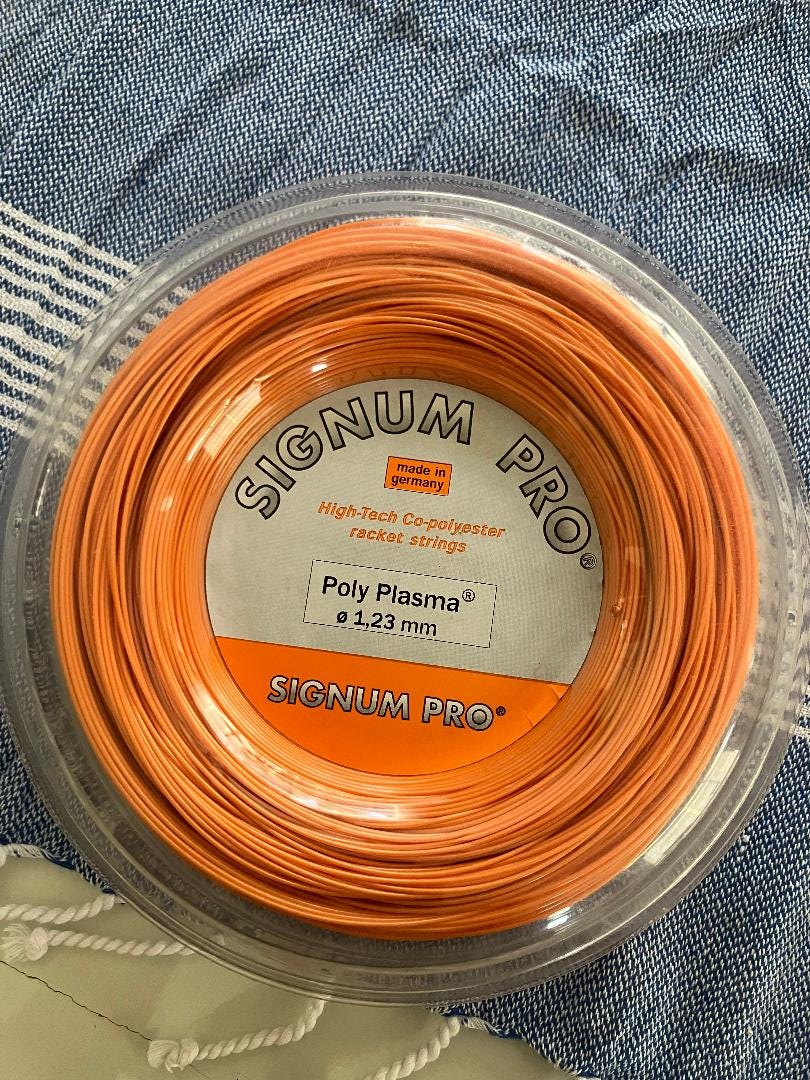 SIGNUM PRO®
made in
germany
High-Tech Co-polyester
racket strings
Poly Plasma®
ø 1,23 mm
SIGNUM PRO®